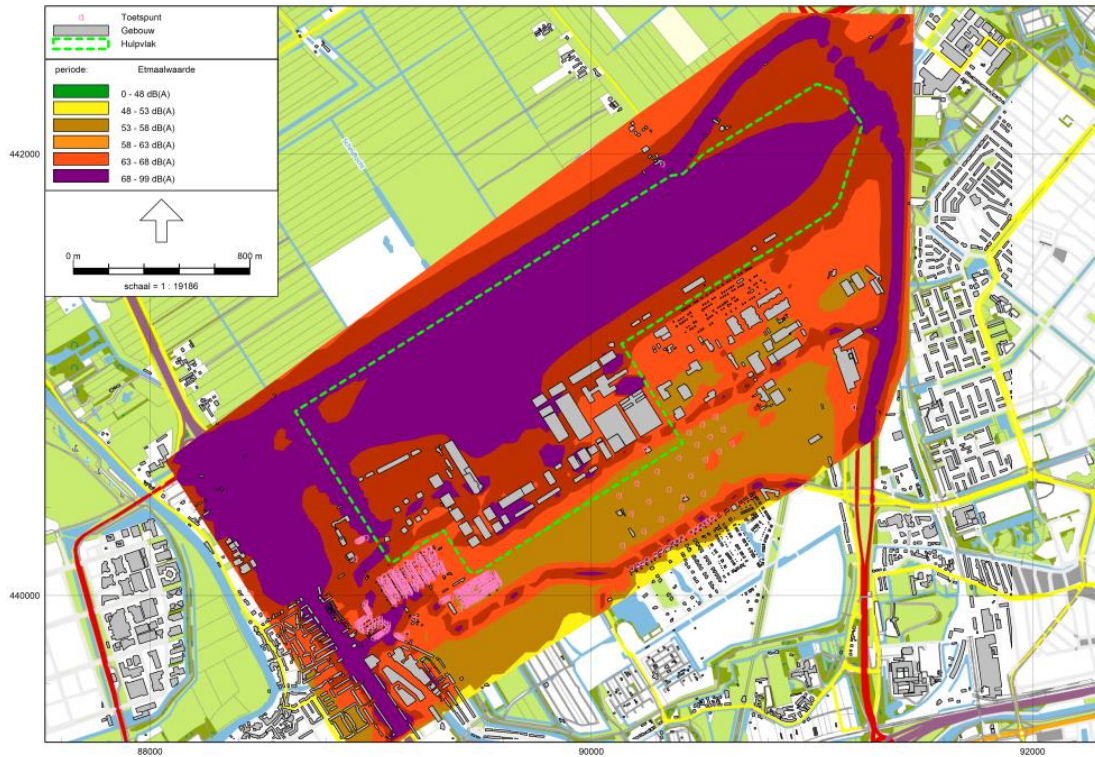 Toetspunt
Gebouw
Hulpvlak
periode: Etmaalwaarde
0 - 48 dB(A)
48 - 53 dB(A)
53 - 58 dB(A)
58 - 63 dB(A)
63 - 68 dB(A)
68 - 99 dB(A)
0 m 800 m
schaal = 1 : 19186
442000
440000
88000 90000 92000